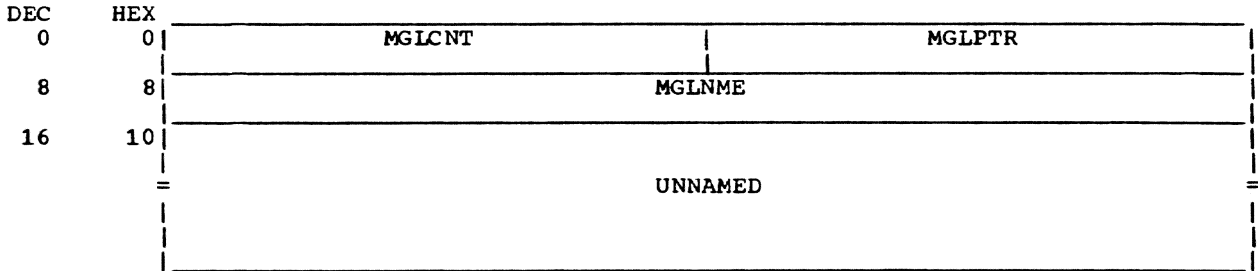 DEC HEX
0 0 MGLCNT MGLPTR
8 8 MGLNME
16 10
UNNAMED